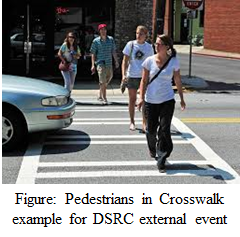 Figure: Pedestrians in Crosswalk
example for DSRC external event